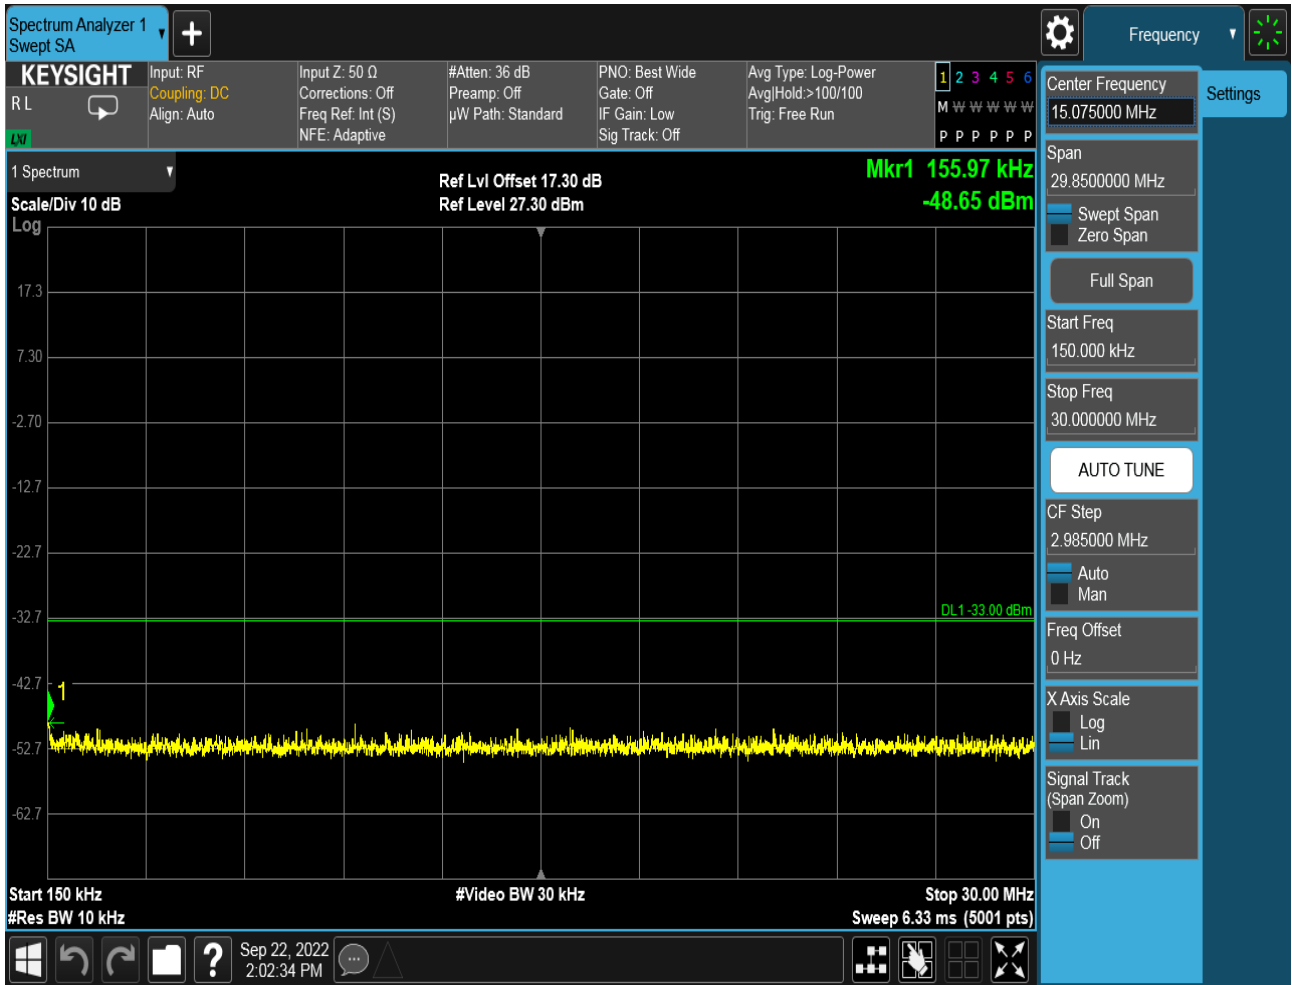 Spectrum Analyzer 1
Swept SA
Frequency
KEYSIGHT
R L
LXI
Input: RF
Coupling: DC
Align: Auto
Input Z: 50 Ω
Corrections: Off
Freq Ref: Int (S)
NFE: Adaptive
#Atten: 36 dB
Preamp: Off
µW Path: Standard
PNO: Best Wide
Gate: Off
IF Gain: Low
Sig Track: Off
Avg Type: Log-Power
Avg|Hold:>100/100
Trig: Free Run
1 2 3 4 5 6
M W W W W W
P P P P P P
1 Spectrum
Scale/Div 10 dB
Log
Ref Lvl Offset 17.30 dB
Ref Level 27.30 dBm
Mkr1 155.97 kHz
-48.65 dBm
17.3
7.30
-2.70
-12.7
-22.7
-32.7
-42.7
-52.7
-62.7
DL1 -33.00 dBm
1
Start 150 kHz
#Res BW 10 kHz
#Video BW 30 kHz
Stop 30.00 MHz
Sweep 6.33 ms (5001 pts)
Center Frequency
15.075000 MHz
Settings
Span
29.8500000 MHz
Swept Span
Zero Span
Full Span
Start Freq
150.000 kHz
Stop Freq
30.000000 MHz
AUTO TUNE
CF Step
2.985000 MHz
Auto
Man
Freq Offset
0 Hz
X Axis Scale
Log
Lin
Signal Track
(Span Zoom)
On
Off
?
Sep 22, 2022
2:02:34 PM